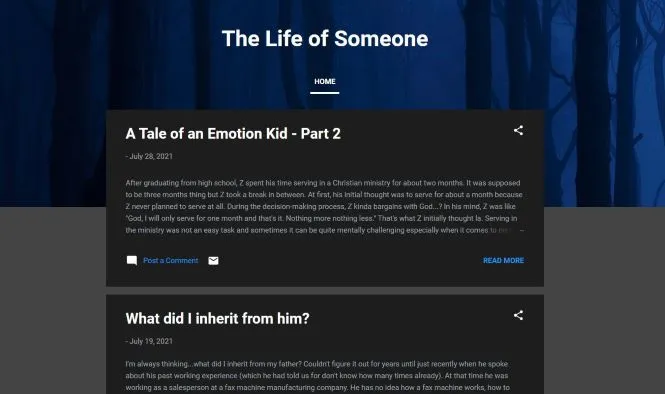 The Life of Someone
HOME
A Tale of an Emotion Kid - Part 2
- July 28, 2021
After graduating from high school, Z spent his time serving in a Christian ministry for about two months. It was supposed
to be three months thing but Z took a break in between. At first, his initial thought was to serve for about a month because
Z never planned to serve at all. During the decision-making process, Z kinda bargains with God...? In his mind, Z was like
"God, I will only serve for one month and that's it. Nothing more nothing less." That's what Z initially thought la. Serving in
the ministry was not an easy task and sometimes it can be quite mentally challenging especially when it comes to …
Post a Comment
READ MORE
What did I inherit from him?
- July 19, 2021
I'm always thinking...what did I inherit from my father? Couldn't figure it out for years until just recently when he spoke
about his past working experience (which he had told us for don't know how many times already). At that time he was
working as a salesperson at a fax machine manufacturing company. He has no idea how a fax machine works, how to